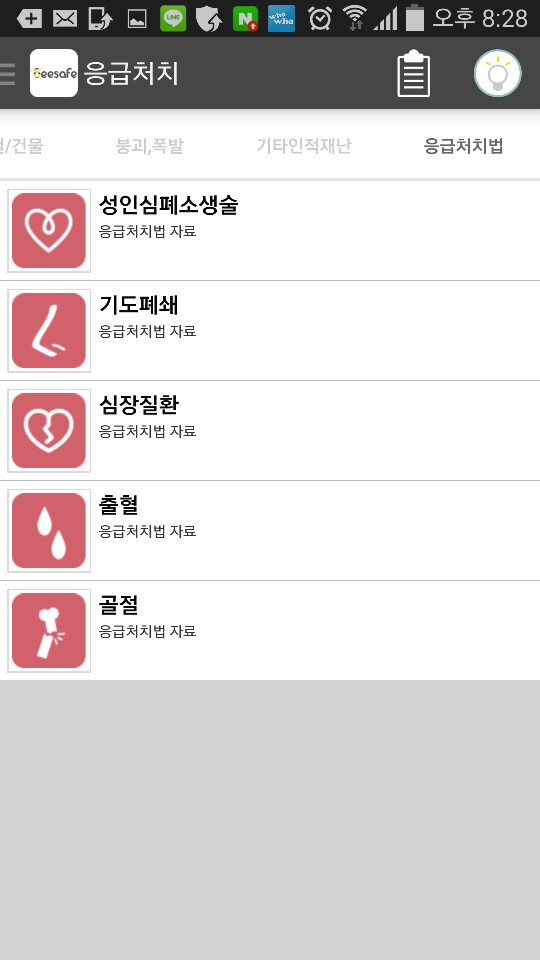 LINE
N
who
who
오후 8:28
Beesafe 응급처치
/건물 붕괴,폭발 기타인적재난 응급처치법
성인심폐소생술
응급처치법 자료
기도폐쇄
응급처치법 자료
심장질환
응급처치법 자료
출혈
응급처치법 자료
골절
응급처치법 자료